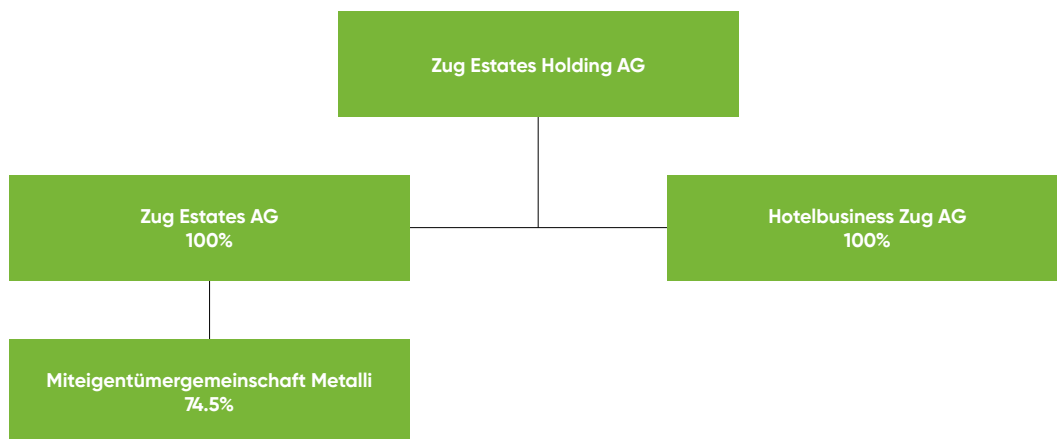 Zug Estates Holding AG
Zug Estates AG
100%
Hotelbusiness Zug AG
100%
Miteigentümergemeinschaft Metalli
74.5%